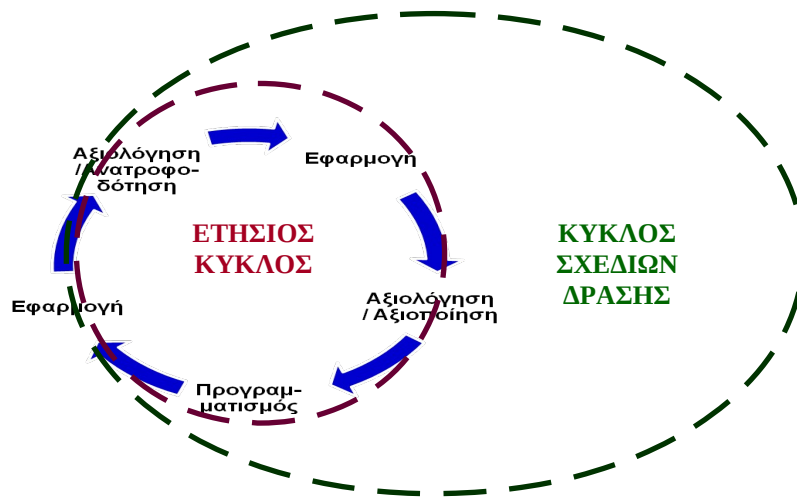 Αξιολόγηση
/Ανατροφο-
δότηση
Εφαρμογή
ΕΤΗΣΙΟΣ
ΚΥΚΛΟΣ
ΚΥΚΛΟΣ
ΣΧΕΔΙΩΝ
ΔΡΑΣΗΣ
Εφαρμογή
Αξιολόγηση
/ Αξιοποίηση
Προγραμ-
ματισμός